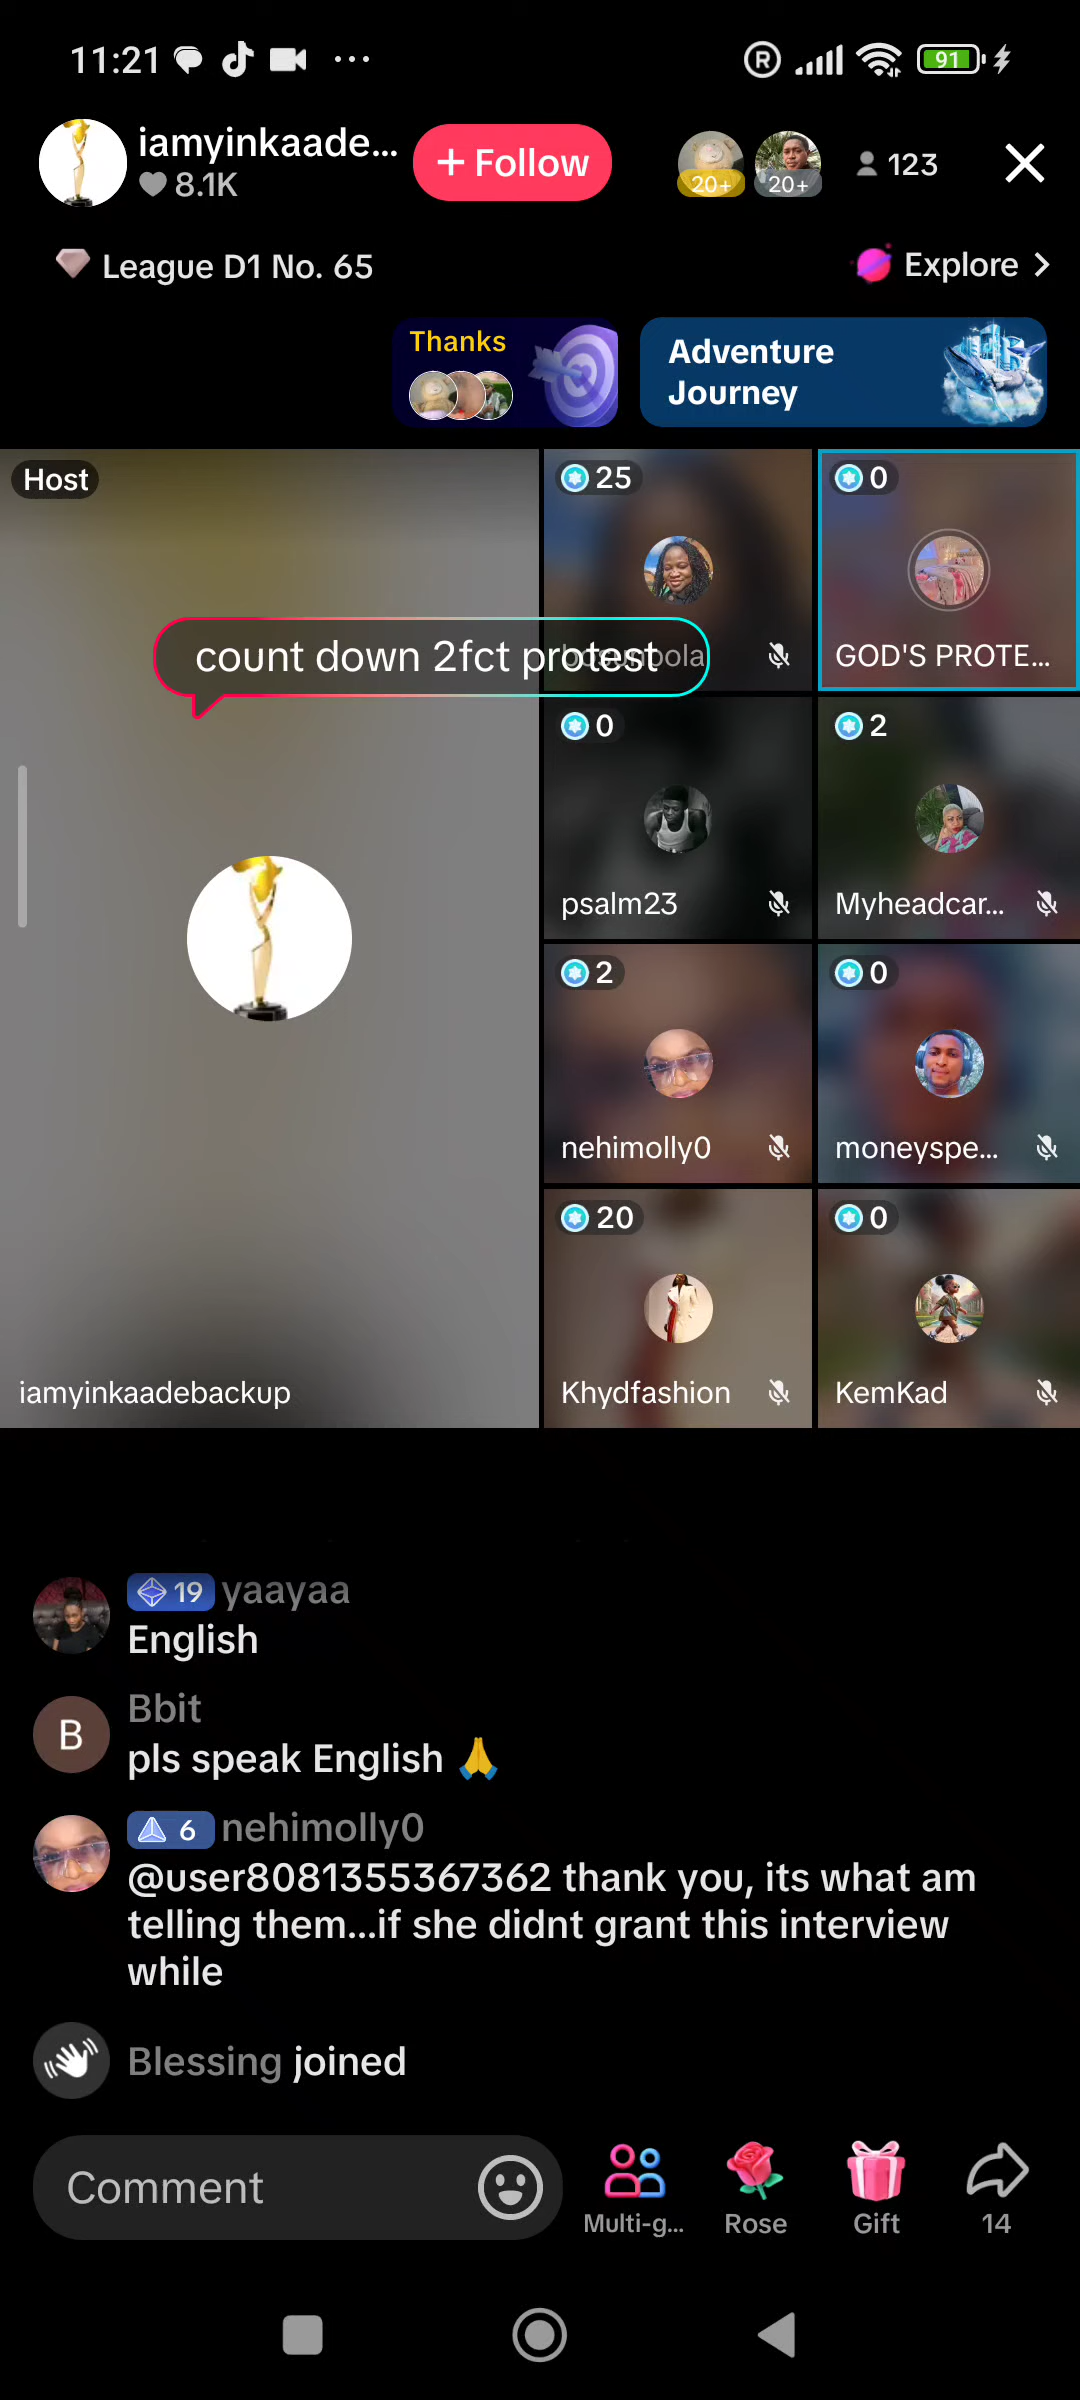 11:21
91
iamyinkaade...
+ Follow
8.1K
20+
20+
123
League D1 No. 65
Explore >
Thanks
Adventure
Journey
Host
25
0
count down 2fct protest
GOD'S PROTE...
0
2
psalm23
Myheadcar...
2
0
nehimolly0
moneyspe...
20
0
iamyinkaadebackup
Khydfashion
KemKad
19 yaayaa
English
B
Bbit
pls speak English 🙏
6 nehimolly0
@user8081355367362 thank you, its what am
telling them...if she didnt grant this interview
while
Blessing joined
Comment
Multi-g...
Rose
Gift
14